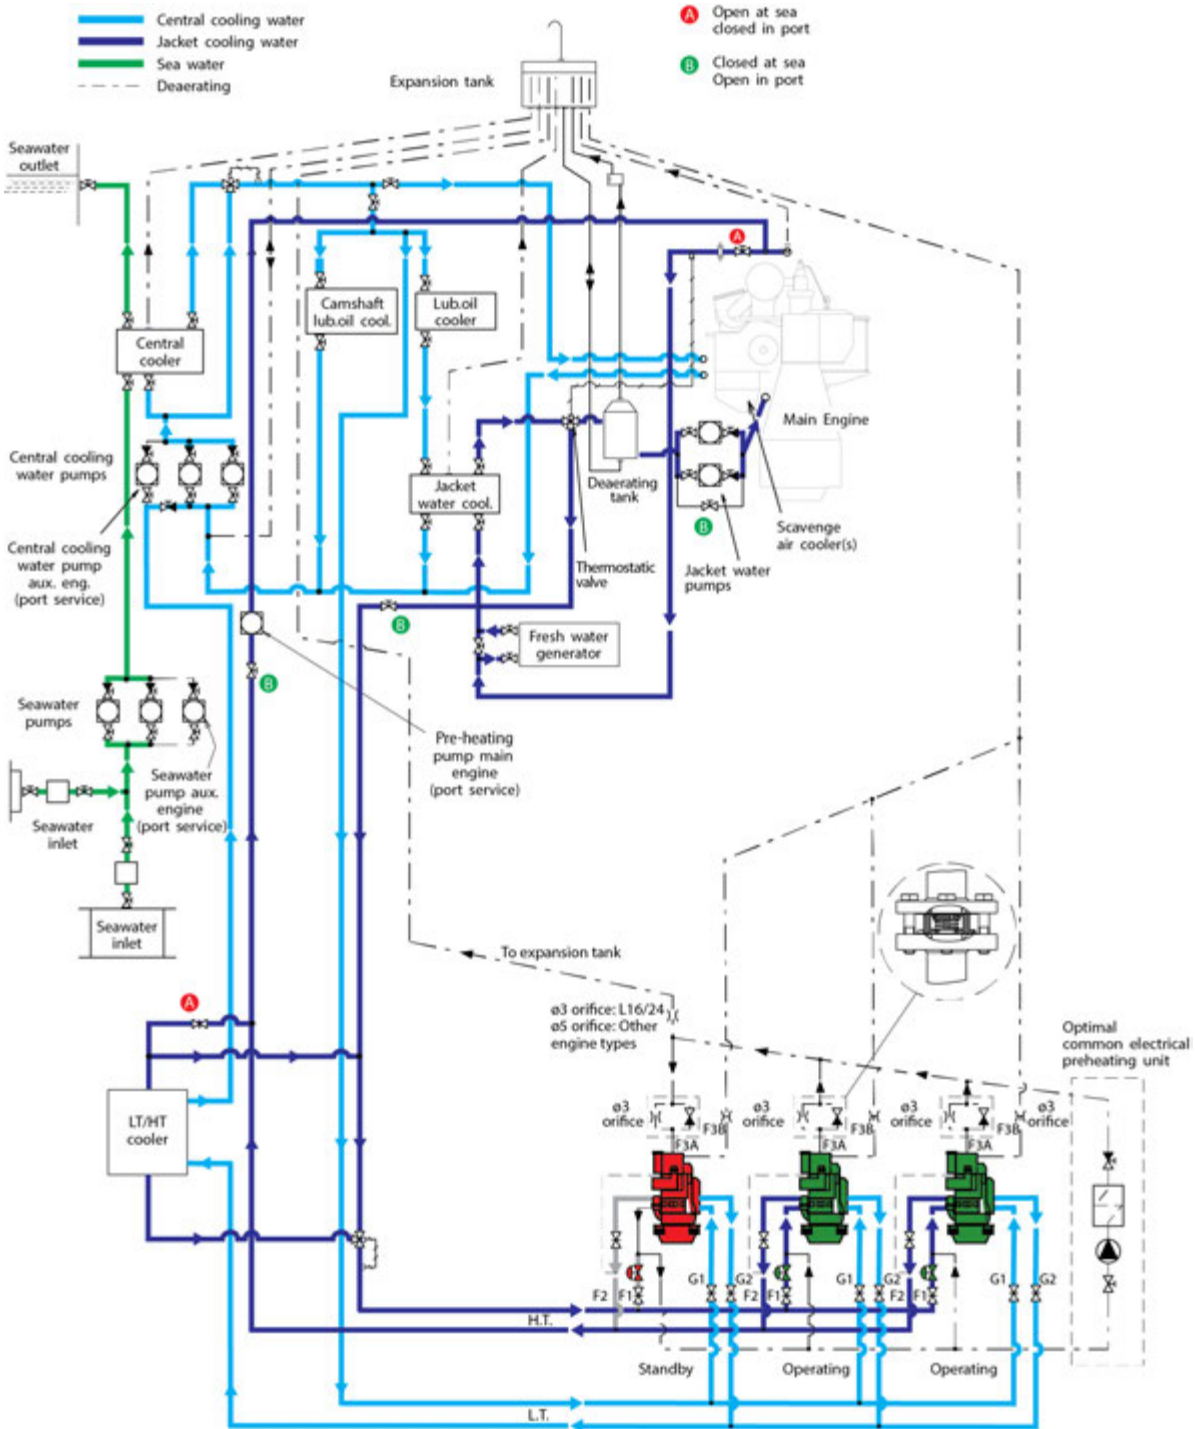 Central cooling water
Jacket cooling water
Sea water
Deaerating
A
Open at sea
closed in port
B
Closed at sea
Open in port
Expansion tank
Seawater
outlet
A
Camshaft
lub.oil cool.
Lub.oil
cooler
Central
cooler
Main Engine
Central cooling
water pumps
Jacket
water cool.
Deaerating
tank
B
Scavenge
air cooler(s)
Central cooling
water pump
aux. eng.
(port service)
Thermostatic
valve
Jacket water
pumps
B
Fresh water
generator
B
Seawater
pumps
Pre-heating
pump main
engine
(port service)
Seawater
pump aux.
engine
(port service)
Seawater
inlet
Seawater
inlet
To expansion tank
A
ø3 orifice: L16/24
ø5 orifice: Other
engine types
Optimal
common electrical
preheating unit
LT/HT
cooler
ø3
orifice
F3B
F3A
ø3
orifice
F3B
F3A
ø3
orifice
F3B
F3A
ø3
orifice
F2
F1
G1
G2
F2
F1
G1
G2
F2
F1
G1
G2
H.T.
Standby
Operating
Operating
L.T.